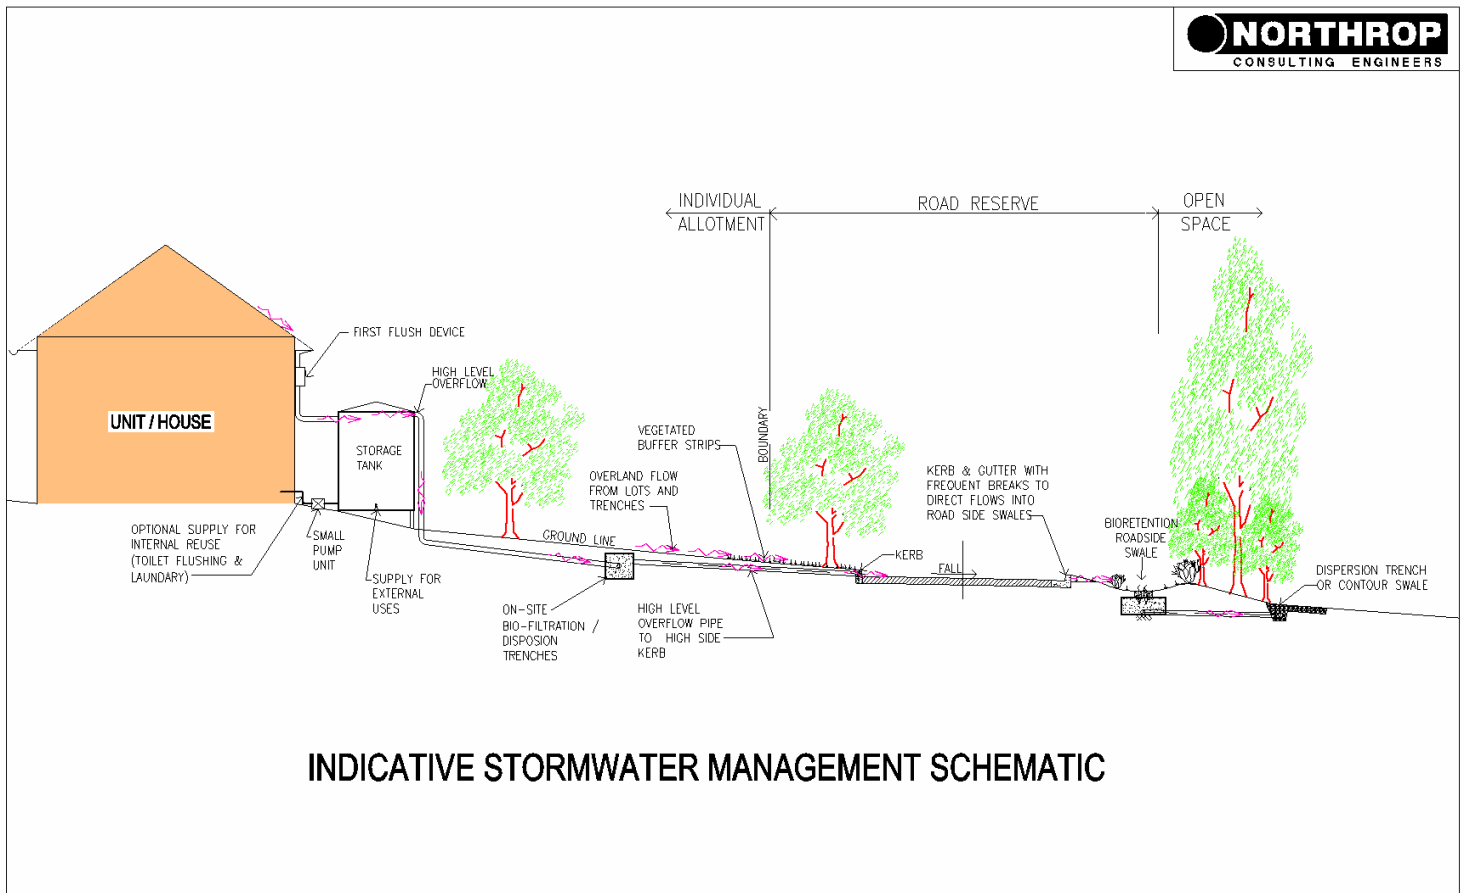 NORTHROP
CONSULTING ENGINEERS
INDIVIDUAL
ALLOTMENT
ROAD RESERVE
OPEN
SPACE
FIRST FLUSH DEVICE
HIGH LEVEL
OVERFLOW
UNIT / HOUSE
STORAGE
TANK
BOUNDARY
VEGETATED
BUFFER STRIPS
OVERLAND FLOW
FROM LOTS AND
TRENCHES
KERB & GUTTER WITH
FREQUENT BREAKS TO
DIRECT FLOWS INTO
ROAD SIDE SWALES
BIORETENTION
ROADSIDE
SWALE
OPTIONAL SUPPLY FOR
INTERNAL REUSE
(TOILET FLUSHING &
LAUNDARY)
SMALL
PUMP
UNIT
GROUND LINE
KERB
FALL
DISPERSION TRENCH
OR CONTOUR SWALE
SUPPLY FOR
EXTERNAL
USES
ON-SITE
BIO-FILTRATION /
DISPOSION
TRENCHES
HIGH LEVEL
OVERFLOW PIPE
TO HIGH SIDE
KERB
INDICATIVE STORMWATER MANAGEMENT SCHEMATIC